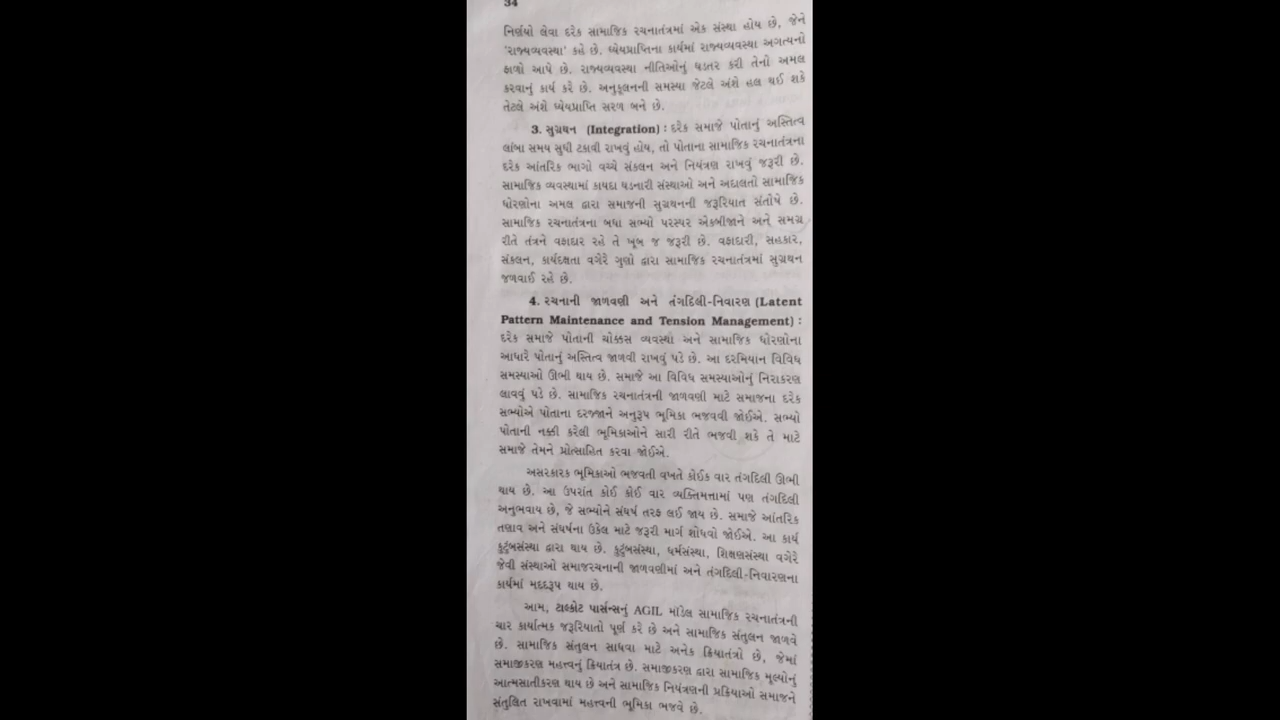 34
નિર્ણયો લેવા દરેક સામાજિક રચનાતંત્રમાં એક સંસ્થા હોય છે, જેને
‘રાજ્યવ્યવસ્થા’ કહે છે. ધ્યેયપ્રાપ્તિના કાર્યમાં રાજ્યવ્યવસ્થા અગત્યનો
ફાળો આપે છે. રાજ્યવ્યવસ્થા નીતિઓનું ઘડતર કરી તેનો અમલ
કરવાનું કાર્ય કરે છે. અનુકૂલનની સમસ્યા જેટલે અંશે હલ થઈ શકે
તેટલે અંશે ધ્યેયપ્રાપ્તિ સરળ બને છે.
3. સુગ્રથન (Integration) : દરેક સમાજે પોતાનું અસ્તિત્વ
લાંબા સમય સુધી ટકાવી રાખવું હોય, તો પોતાના સામાજિક રચનાતંત્રના
દરેક આંતરિક ભાગો વચ્ચે સંકલન અને નિયંત્રણ રાખવું જરૂરી છે.
સામાજિક વ્યવસ્થામાં કાયદા ઘડનારી સંસ્થાઓ અને અદાલતો સામાજિક
ધોરણોના અમલ દ્વારા સમાજની સુગ્રથનની જરૂરિયાત સંતોષે છે.
સામાજિક રચનાતંત્રના બધા સભ્યો પરસ્પર એકબીજાને અને સમગ્ર
રીતે તંત્રને વફાદાર રહે તે ખૂબ જ જરૂરી છે. વફાદારી, સહકાર,
સંકલન, કાર્યદક્ષતા વગેરે ગુણો દ્વારા સામાજિક રચનાતંત્રમાં સુગ્રથન
જળવાઈ રહે છે.
4. રચનાની જાળવણી અને તંગદિલી-નિવારણ (Latent
Pattern Maintenance and Tension Management) :
દરેક સમાજે પોતાની ચોક્કસ વ્યવસ્થા અને સામાજિક ધોરણોના
આધારે પોતાનું અસ્તિત્વ જાળવી રાખવું પડે છે. આ દરમિયાન વિવિધ
સમસ્યાઓ ઊભી થાય છે. સમાજે આ વિવિધ સમસ્યાઓનું નિરાકરણ
લાવવું પડે છે. સામાજિક રચનાતંત્રની જાળવણી માટે સમાજના દરેક
સભ્યોએ પોતાના દરજ્જાને અનુરૂપ ભૂમિકા ભજવવી જોઈએ. સભ્યો
પોતાની નક્કી કરેલી ભૂમિકાઓને સારી રીતે ભજવી શકે તે માટે
સમાજે તેમને પ્રોત્સાહિત કરવા જોઈએ.
અસરકારક ભૂમિકાઓ ભજવતી વખતે કોઈક વાર તંગદિલી ઊભી
થાય છે. આ ઉપરાંત કોઈ કોઈ વાર વ્યક્તિમત્તામાં પણ તંગદિલી
અનુભવાય છે, જે સભ્યોને સંઘર્ષ તરફ લઈ જાય છે. સમાજે આંતરિક
તણાવ અને સંઘર્ષના ઉકેલ માટે જરૂરી માર્ગ શોધવો જોઈએ. આ કાર્ય
કુટુંબસંસ્થા દ્વારા થાય છે. કુટુંબસંસ્થા, ધર્મસંસ્થા, શિક્ષણસંસ્થા વગેરે
જેવી સંસ્થાઓ સમાજરચનાની જાળવણીમાં અને તંગદિલી-નિવારણના
કાર્યમાં મદદરૂપ થાય છે.
આમ, ટાલ્કોટ પાર્સન્સનું AGIL મૉડેલ સામાજિક રચનાતંત્રની
ચાર કાર્યાત્મક જરૂરિયાતો પૂર્ણ કરે છે અને સામાજિક સંતુલન જાળવે
છે. સામાજિક સંતુલન સાધવા માટે અનેક ક્રિયાતંત્રો છે, જેમાં
સમાજીકરણ મહત્ત્વનું ક્રિયાતંત્ર છે. સમાજીકરણ દ્વારા સામાજિક મૂલ્યોનું
આત્મસાતીકરણ થાય છે અને સામાજિક નિયંત્રણની પ્રક્રિયાઓ સમાજને
સંતુલિત રાખવામાં મહત્ત્વની ભૂમિકા ભજવે છે.